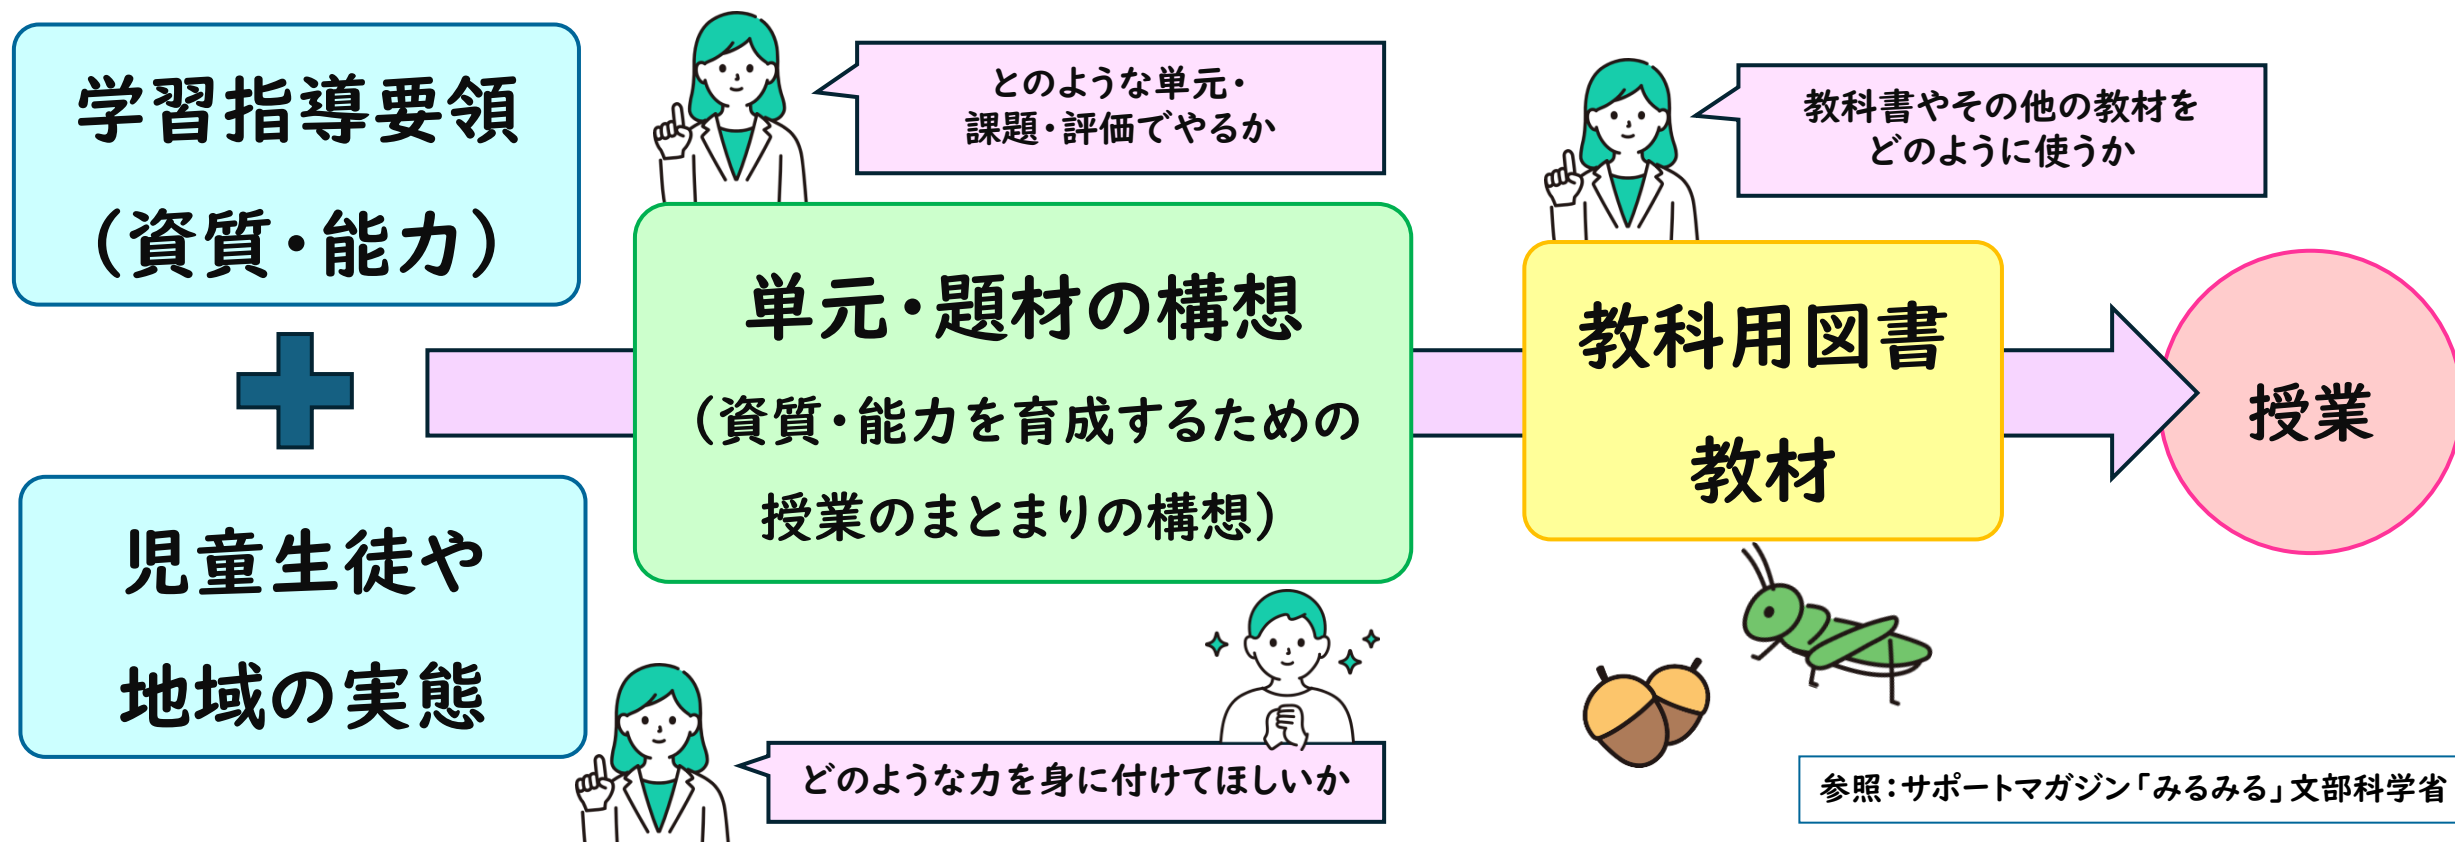 学習指導要領
（資質・能力）
児童生徒や
地域の実態
とのような単元・
課題・評価でやるか
単元・題材の構想
（資質・能力を育成するための
授業のまとまりの構想）
どのような力を身に付けてほしいか
教科書やその他の教材を
どのように使うか
教科用図書
教材
授業
参照：サポートマガジン「みるみる」文部科学省